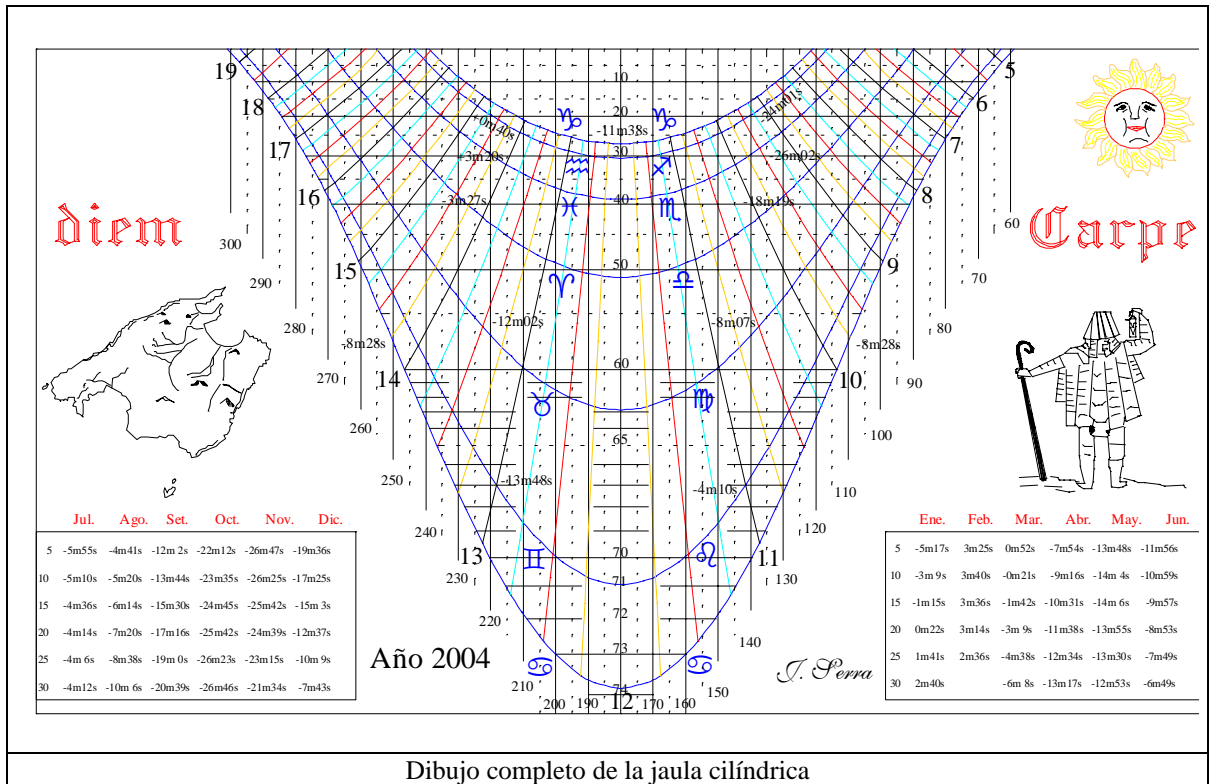 10
19
5
18
20
-24m01s
6
+0m40s
♑
-11m38s
♑
17
30
7
+3m20s
♒
♐
-26m02s
16
40
8
-3m27s
♓
♏
-18m19s
diem
300
60
Carpe
15
50
9
290
♈
♎
70
280
-12m02s
-8m07s
80
-8m28s
-8m28s
270
14
60
10
90
260
♉
♍
100
65
250
-13m48s
-4m10s
110
240
120
13
♊
70
♌
11
230
71
130
220
72
140
73
210
♋
♋
150
74
200 190 12 170 160
Jul. Ago. Set. Oct. Nov. Dic.
5 -5m55s -4m41s -12m 2s -22m12s -26m47s -19m36s
10 -5m10s -5m20s -13m44s -23m35s -26m25s -17m25s
15 -4m36s -6m14s -15m30s -24m45s -25m42s -15m 3s
20 -4m14s -7m20s -17m16s -25m42s -24m39s -12m37s
25 -4m 6s -8m38s -19m 0s -26m23s -23m15s -10m 9s
30 -4m12s -10m 6s -20m39s -26m46s -21m34s -7m43s
Año 2004
J. Serra
Ene. Feb. Mar. Abr. May. Jun.
5 -5m17s 3m25s 0m52s -7m54s -13m48s -11m56s
10 -3m 9s 3m40s -0m21s -9m16s -14m 4s -10m59s
15 -1m15s 3m36s -1m42s -10m31s -14m 6s -9m57s
20 0m22s 3m14s -3m 9s -11m38s -13m55s -8m53s
25 1m41s 2m36s -4m38s -12m34s -13m30s -7m49s
30 2m40s -6m 8s -13m17s -12m53s -6m49s
Dibujo completo de la jaula cilíndrica